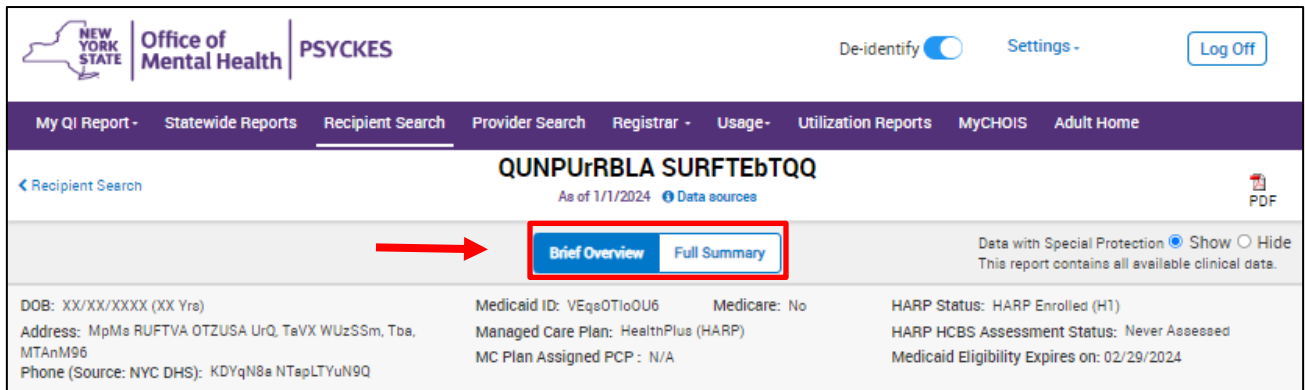 NEW YORK STATE
Office of Mental Health
PSYCKES
De-identify
Settings
Log Off
My QI Report Statewide Reports Recipient Search Provider Search Registrar Usage Utilization Reports MyCHOIS Adult Home
Recipient Search
QUNPUrRBLA SURFTEbTQQ
As of 1/1/2024 Data sources
PDF
Brief Overview Full Summary
Data with Special Protection Show Hide
This report contains all available clinical data.
DOB: XX/XX/XXXX (XX Yrs) Medicaid ID: VEqsOTIoOU6 Medicare: No HARP Status: HARP Enrolled (H1)
Address: MpMs RUFTVA OTZUSA UrQ, TaVX WUzSSm, Tba, Managed Care Plan: HealthPlus (HARP) HARP HCBS Assessment Status: Never Assessed
MTAnM96 MC Plan Assigned PCP : N/A Medicaid Eligibility Expires on: 02/29/2024
Phone (Source: NYC DHS): KDYqN8a NTapLTYuN9Q